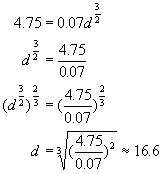 4.75 = 0.07d^{3/2}
d^{3/2} = 4.75/0.07
(d^{3/2})^{2/3} = (4.75/0.07)^{2/3}
d = ∛((4.75/0.07)²) ≈ 16.6